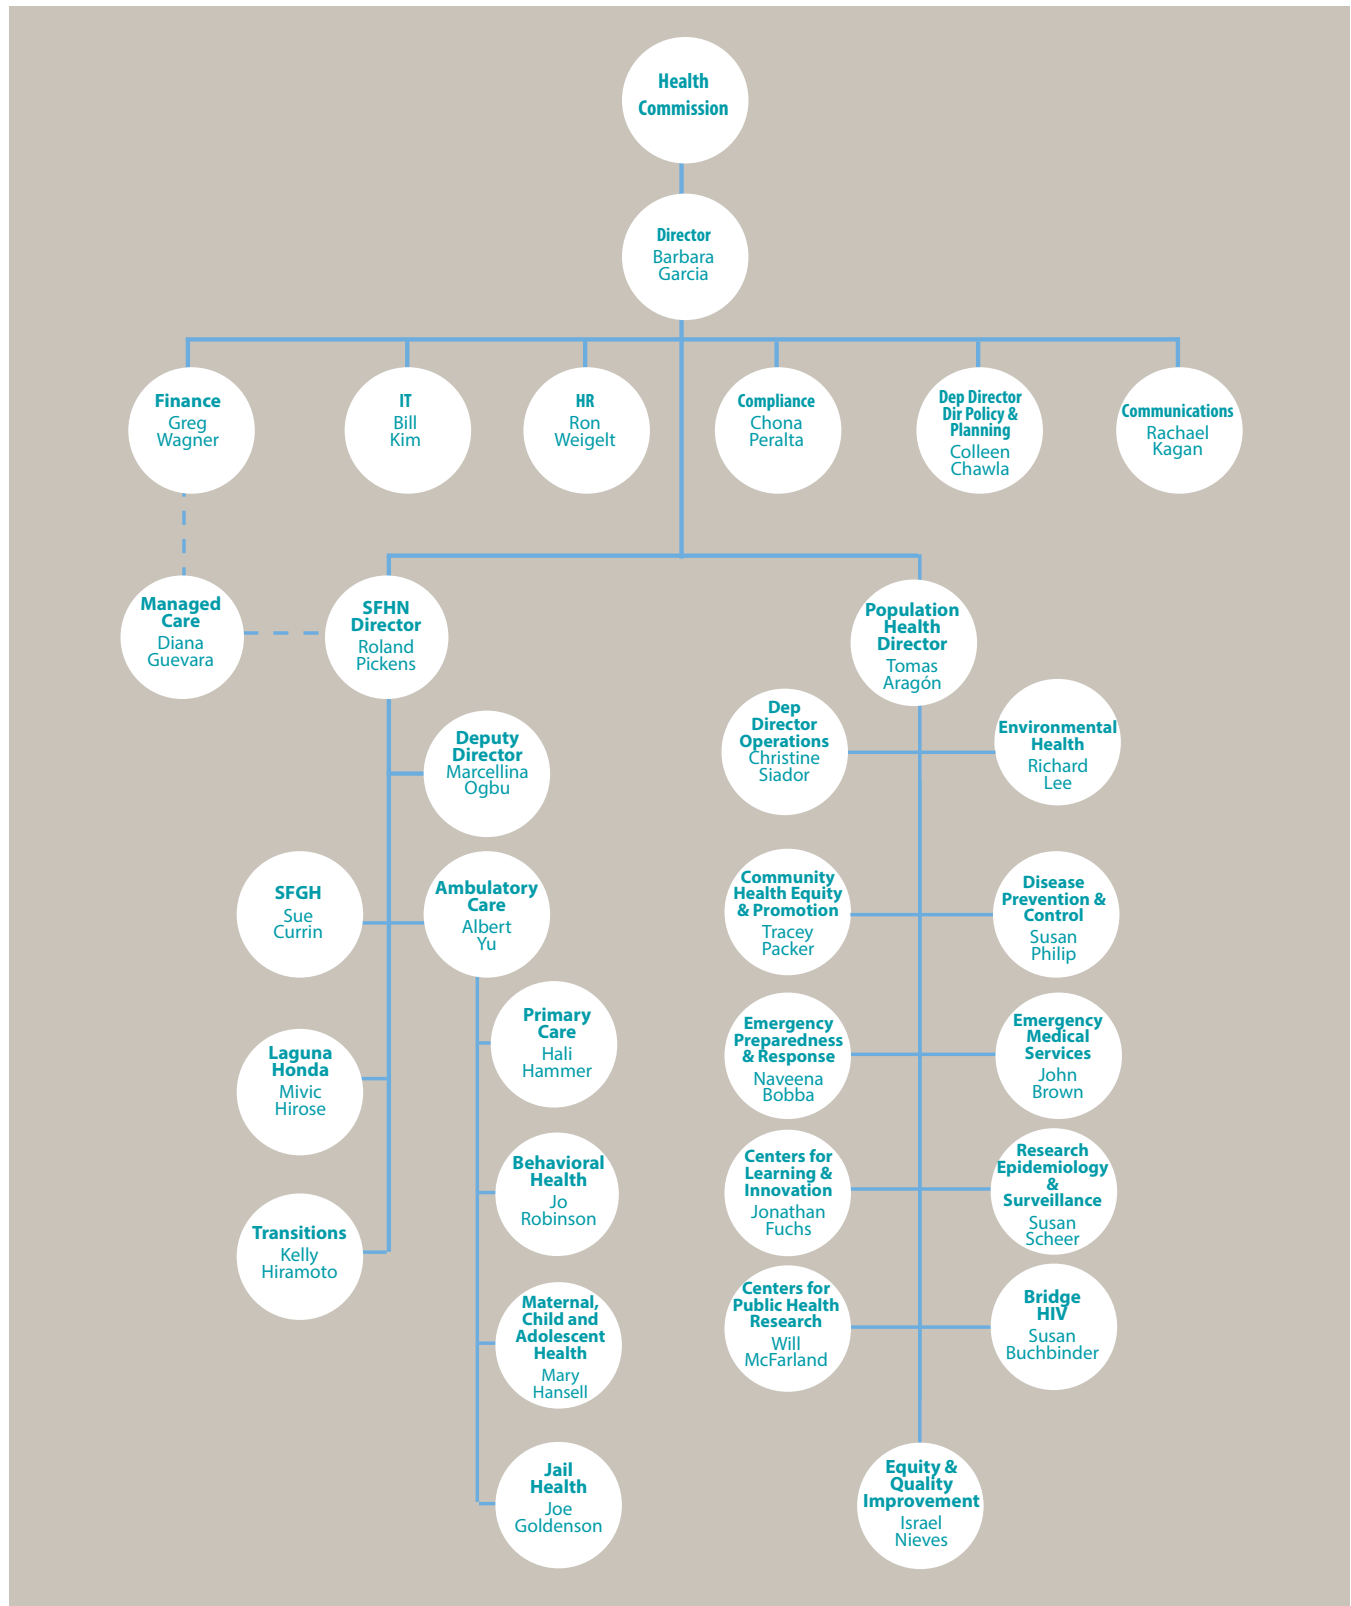 Health
Commission
Director
Barbara
Garcia
Finance
Greg
Wagner
IT
Bill
Kim
HR
Ron
Weigelt
Compliance
Chona
Peralta
Dep Director
Dir Policy &
Planning
Colleen
Chawla
Communications
Rachael
Kagan
Managed
Care
Diana
Guevara
SFHN
Director
Roland
Pickens
Population
Health
Director
Tomas
Aragón
Deputy
Director
Marcellina
Ogbu
SFGH
Sue
Currin
Ambulatory
Care
Albert
Yu
Laguna
Honda
Mivic
Hirose
Transitions
Kelly
Hiramoto
Primary
Care
Hali
Hammer
Behavioral
Health
Jo
Robinson
Maternal,
Child and
Adolescent
Health
Mary
Hansell
Jail
Health
Joe
Goldenson
Dep
Director
Operations
Christine
Siador
Environmental
Health
Richard
Lee
Community
Health Equity
& Promotion
Tracey
Packer
Disease
Prevention &
Control
Susan
Philip
Emergency
Preparedness
& Response
Naveena
Bobba
Emergency
Medical
Services
John
Brown
Centers for
Learning &
Innovation
Jonathan
Fuchs
Research
Epidemiology
&
Surveillance
Susan
Scheer
Centers for
Public Health
Research
Will
McFarland
Bridge
HIV
Susan
Buchbinder
Equity &
Quality
Improvement
Israel
Nieves